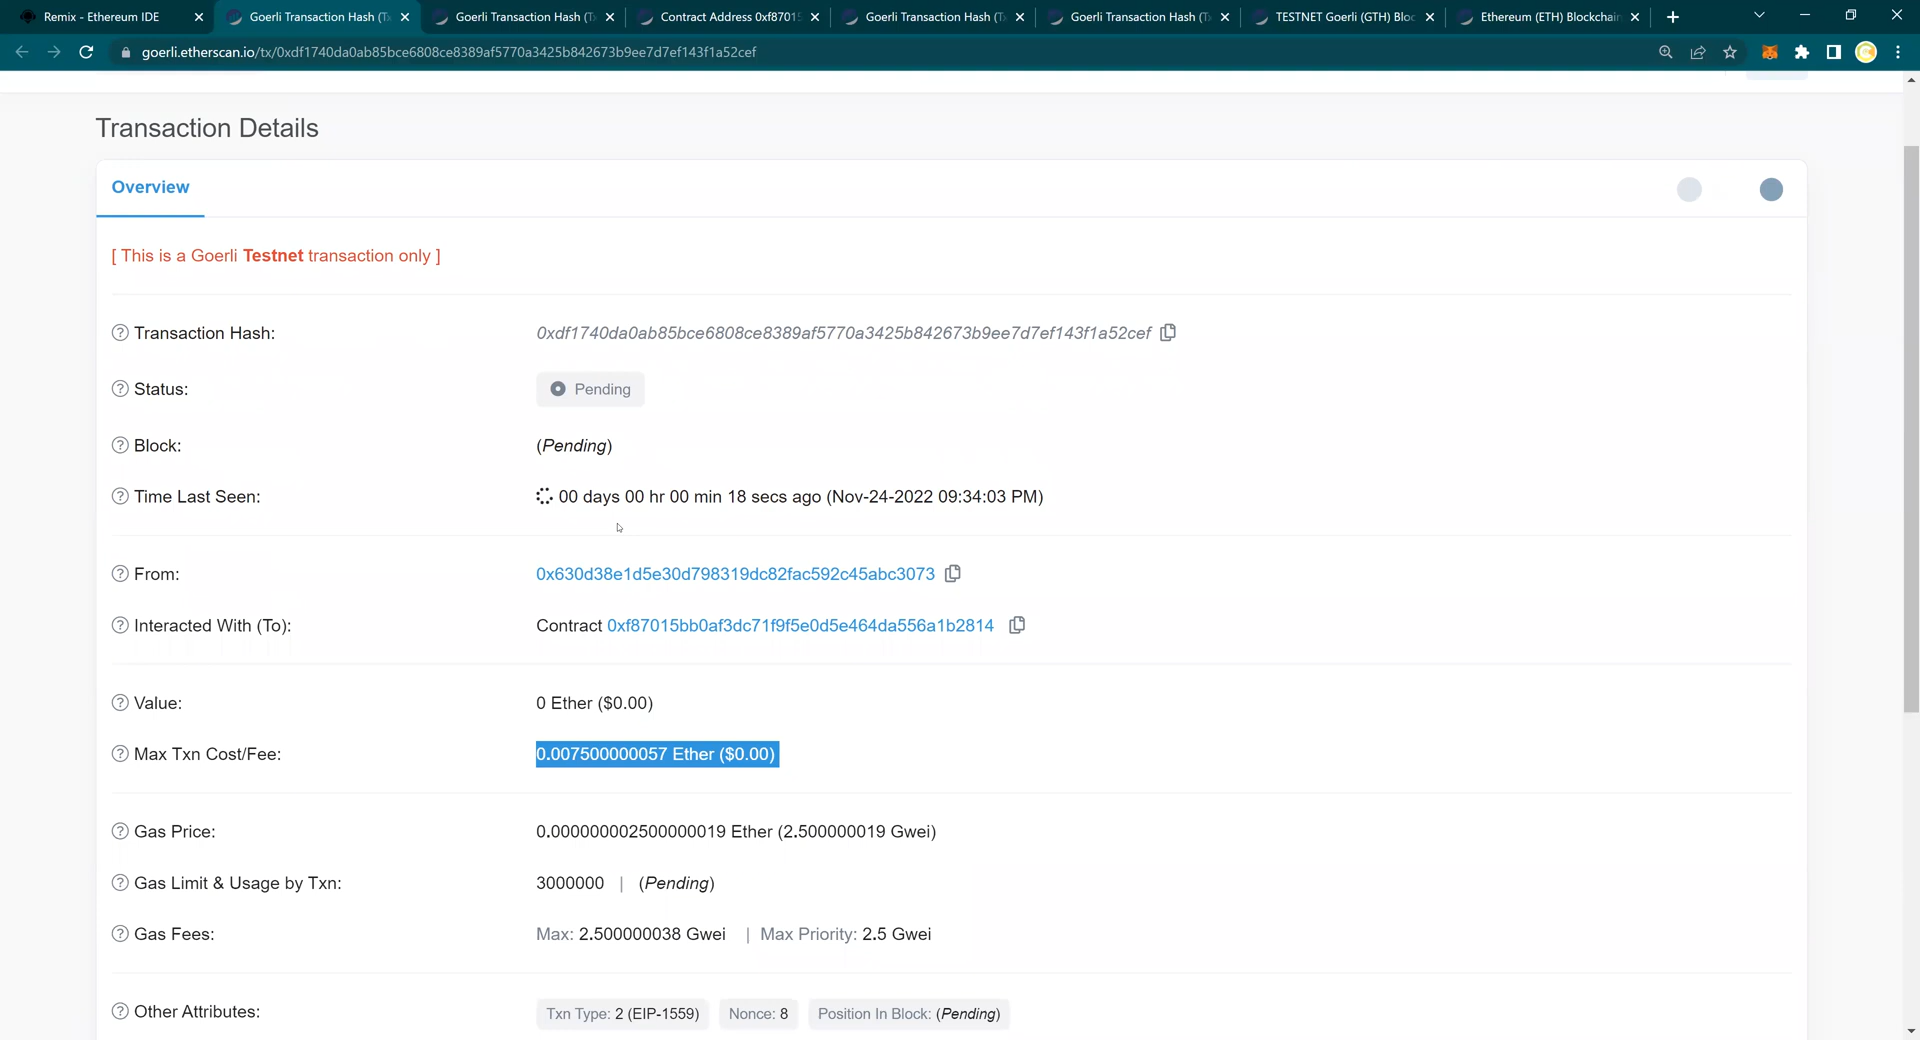 Remix - Ethereum IDE
Goerli Transaction Hash (T
Goerli Transaction Hash (T
Contract Address 0xf87015
Goerli Transaction Hash (T
Goerli Transaction Hash (T
TESTNET Goerli (GTH) Bloc
Ethereum (ETH) Blockchain
goerli.etherscan.io/tx/0xdf1740da0ab85bce6808ce8389af5770a3425b842673b9ee7d7ef143f1a52cef
Transaction Details
Overview
[ This is a Goerli Testnet transaction only ]
Transaction Hash: 0xdf1740da0ab85bce6808ce8389af5770a3425b842673b9ee7d7ef143f1a52cef
Status: Pending
Block: (Pending)
Time Last Seen: 00 days 00 hr 00 min 18 secs ago (Nov-24-2022 09:34:03 PM)
From: 0x630d38e1d5e30d798319dc82fac592c45abc3073
Interacted With (To): Contract 0xf87015bb0af3dc71f9f5e0d5e464da556a1b2814
Value: 0 Ether ($0.00)
Max Txn Cost/Fee: 0.007500000057 Ether ($0.00)
Gas Price: 0.000000002500000019 Ether (2.500000019 Gwei)
Gas Limit & Usage by Txn: 3000000 | (Pending)
Gas Fees: Max: 2.500000038 Gwei | Max Priority: 2.5 Gwei
Other Attributes: Txn Type: 2 (EIP-1559) Nonce: 8 Position In Block: (Pending)